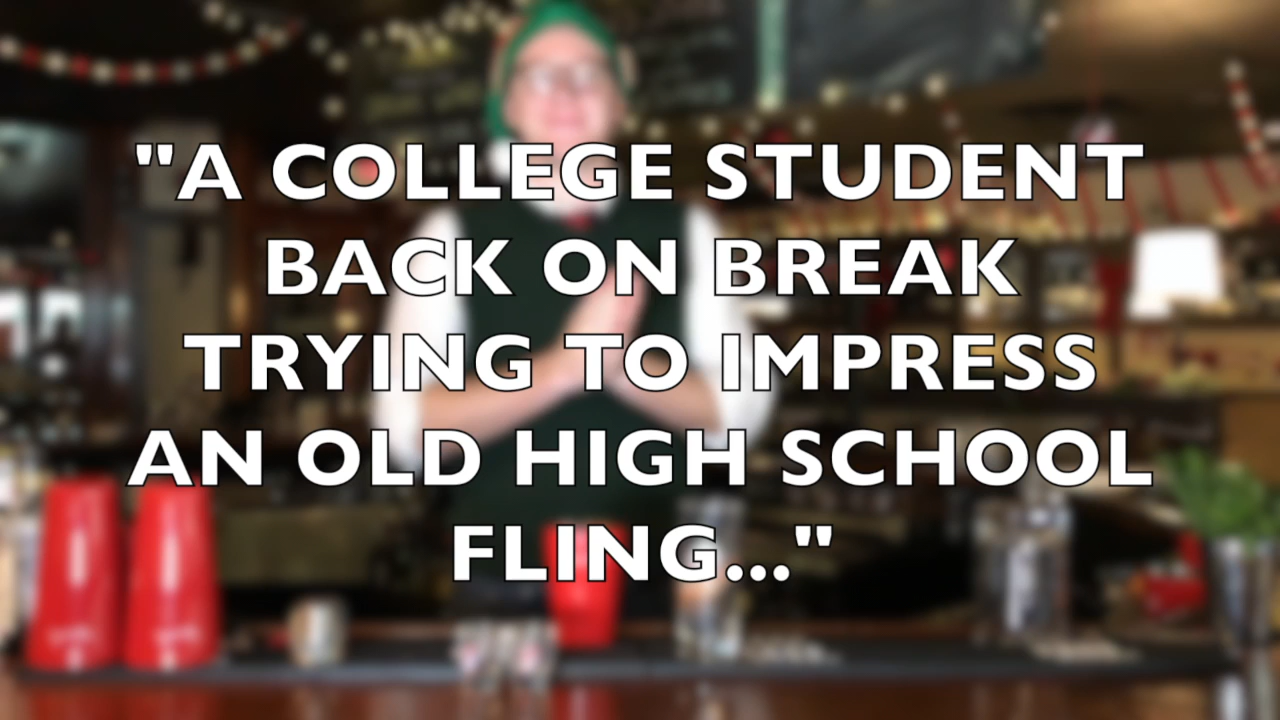 "A COLLEGE STUDENT
BACK ON BREAK
TRYING TO IMPRESS
AN OLD HIGH SCHOOL
FLING..."